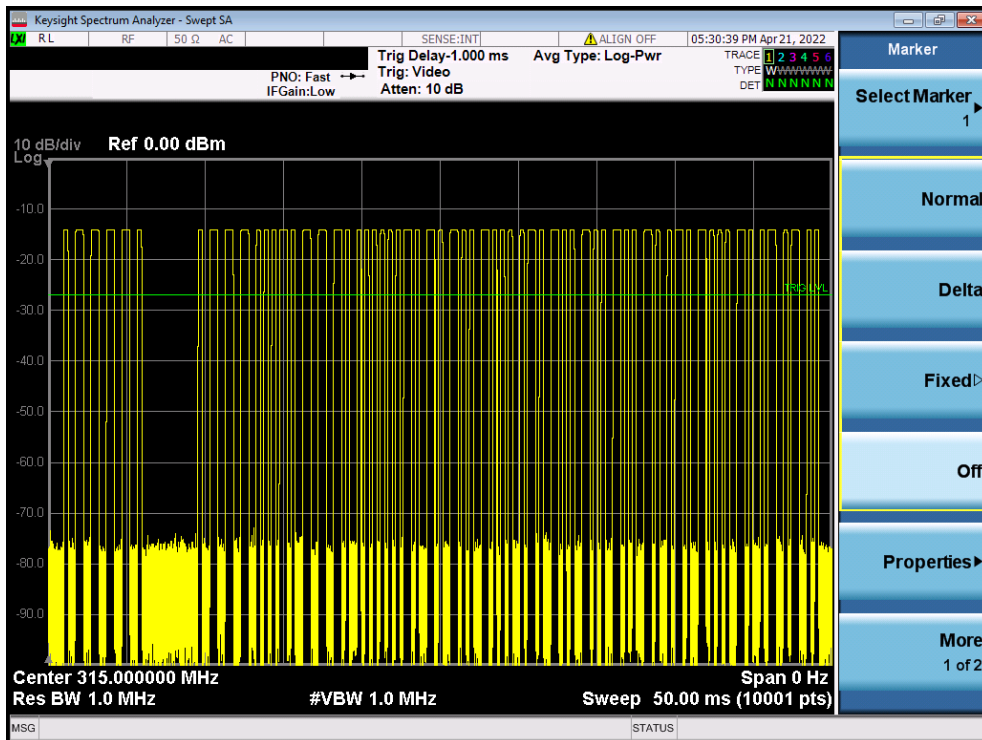 Keysight Spectrum Analyzer - Swept SA
LXI RL RF 50 Ω AC SENSE:INT ALIGN OFF 05:30:39 PM Apr 21, 2022
Trig Delay-1.000 ms Avg Type: Log-Pwr TRACE 1 2 3 4 5 6
PNO: Fast Trig: Video TYPE WWWWWW
IFGain:Low Atten: 10 dB DET N N N N N N
10 dB/div Ref 0.00 dBm
Log
-10.0
-20.0
TRIG LVL
-30.0
-40.0
-50.0
-60.0
-70.0
-80.0
-90.0
Center 315.000000 MHz Span 0 Hz
Res BW 1.0 MHz #VBW 1.0 MHz Sweep 50.00 ms (10001 pts)
MSG STATUS
Marker
Select Marker
1
Normal
Delta
Fixed
Off
Properties
More
1 of 2